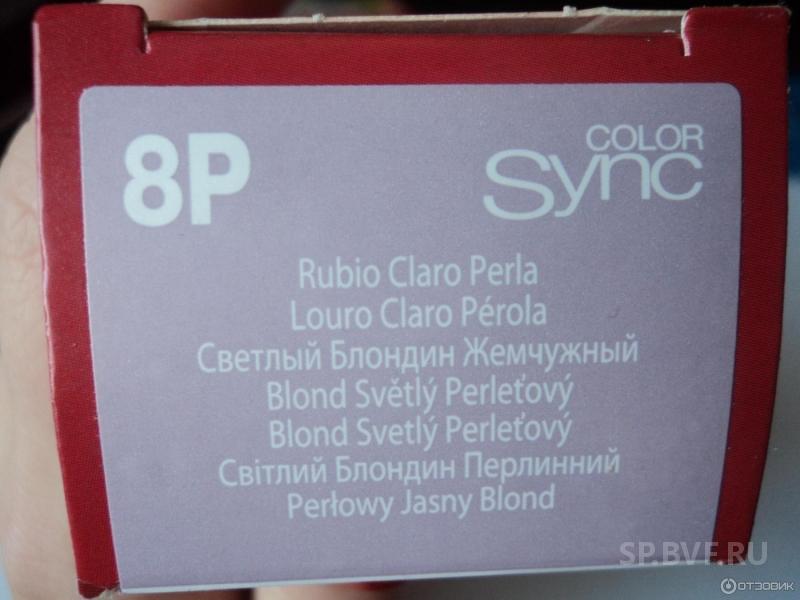 8P
COLOR
Sync
Rubio Claro Perla
Louro Claro Pérola
Светлый Блондин Жемчужный
Blond Světlý Perleťový
Blond Svetlý Perleťový
Світлий Блондин Перлинний
Perłowy Jasny Blond
SP.BVF.RU
ОТЗОВИК